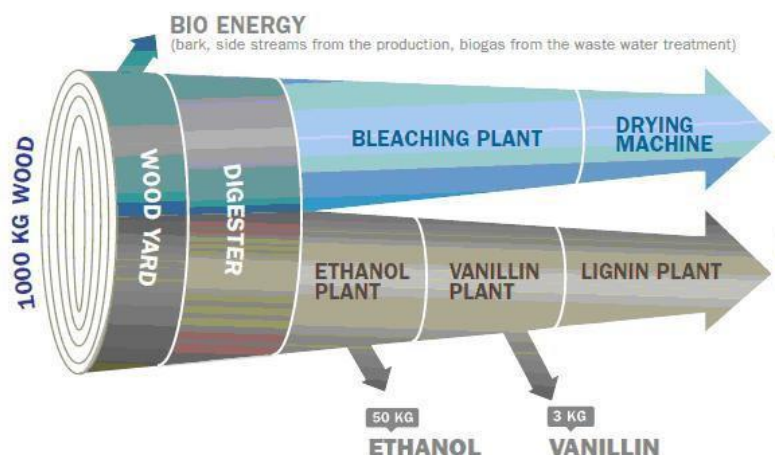 BIO ENERGY
(bark, side streams from the production, biogas from the waste water treatment)
1000 KG WOOD
WOOD YARD
DIGESTER
BLEACHING PLANT
DRYING
MACHINE
ETHANOL
PLANT
VANILLIN
PLANT
LIGNIN PLANT
50 KG
ETHANOL
3 KG
VANILLIN